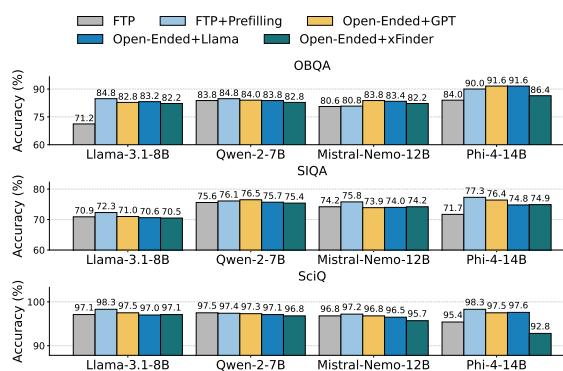 FTP FTP+Prefilling Open-Ended+GPT
Open-Ended+Llama Open-Ended+xFinder
OBQA
Accuracy (%)
90
75
60
71.2 84.8 82.8 83.2 82.2 83.8 84.8 84.0 83.8 82.8 80.6 80.8 83.8 83.4 82.2 84.0 90.0 91.6 91.6 86.4
Llama-3.1-8B Qwen-2-7B Mistral-Nemo-12B Phi-4-14B
SIQA
Accuracy (%)
80
70
60
70.9 72.3 71.0 70.6 70.5 75.6 76.1 76.5 75.7 75.4 74.2 75.8 73.9 74.0 74.2 71.7 77.3 76.4 74.8 74.9
Llama-3.1-8B Qwen-2-7B Mistral-Nemo-12B Phi-4-14B
SciQ
Accuracy (%)
100
90
97.1 98.3 97.5 97.0 97.1 97.5 97.4 97.3 97.1 96.8 96.8 97.2 96.8 96.5 95.7 95.4 98.3 97.5 97.6 92.8
Llama-3.1-8B Qwen-2-7B Mistral-Nemo-12B Phi-4-14B